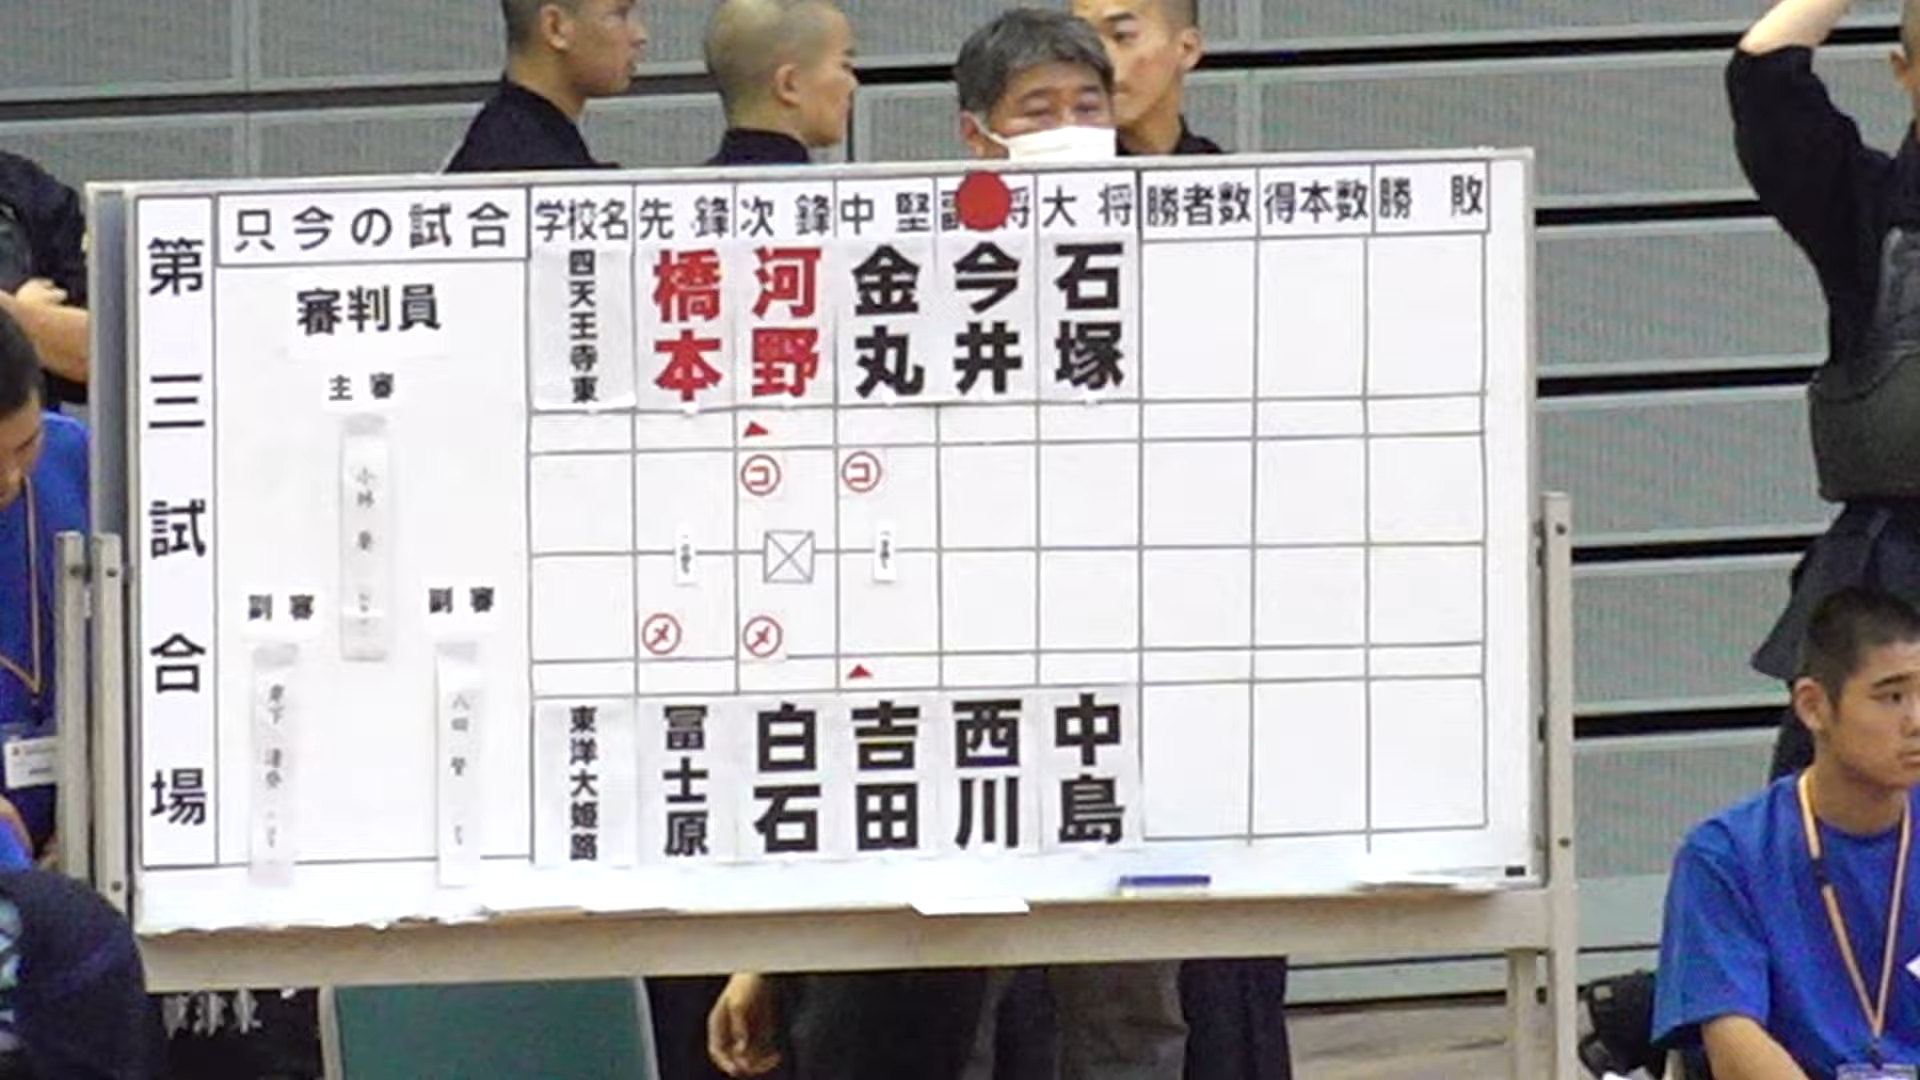 第三試合場
只今の試合
審判員
主審
副審
副審
学校名 先鋒 次鋒 中堅 将 大将 勝者数 得本数 勝敗
四天王寺東 橋本 河野 金丸 今井 石塚
コ コ
メ メ
東洋大姫路 冨士原 白石 吉田 西川 中島